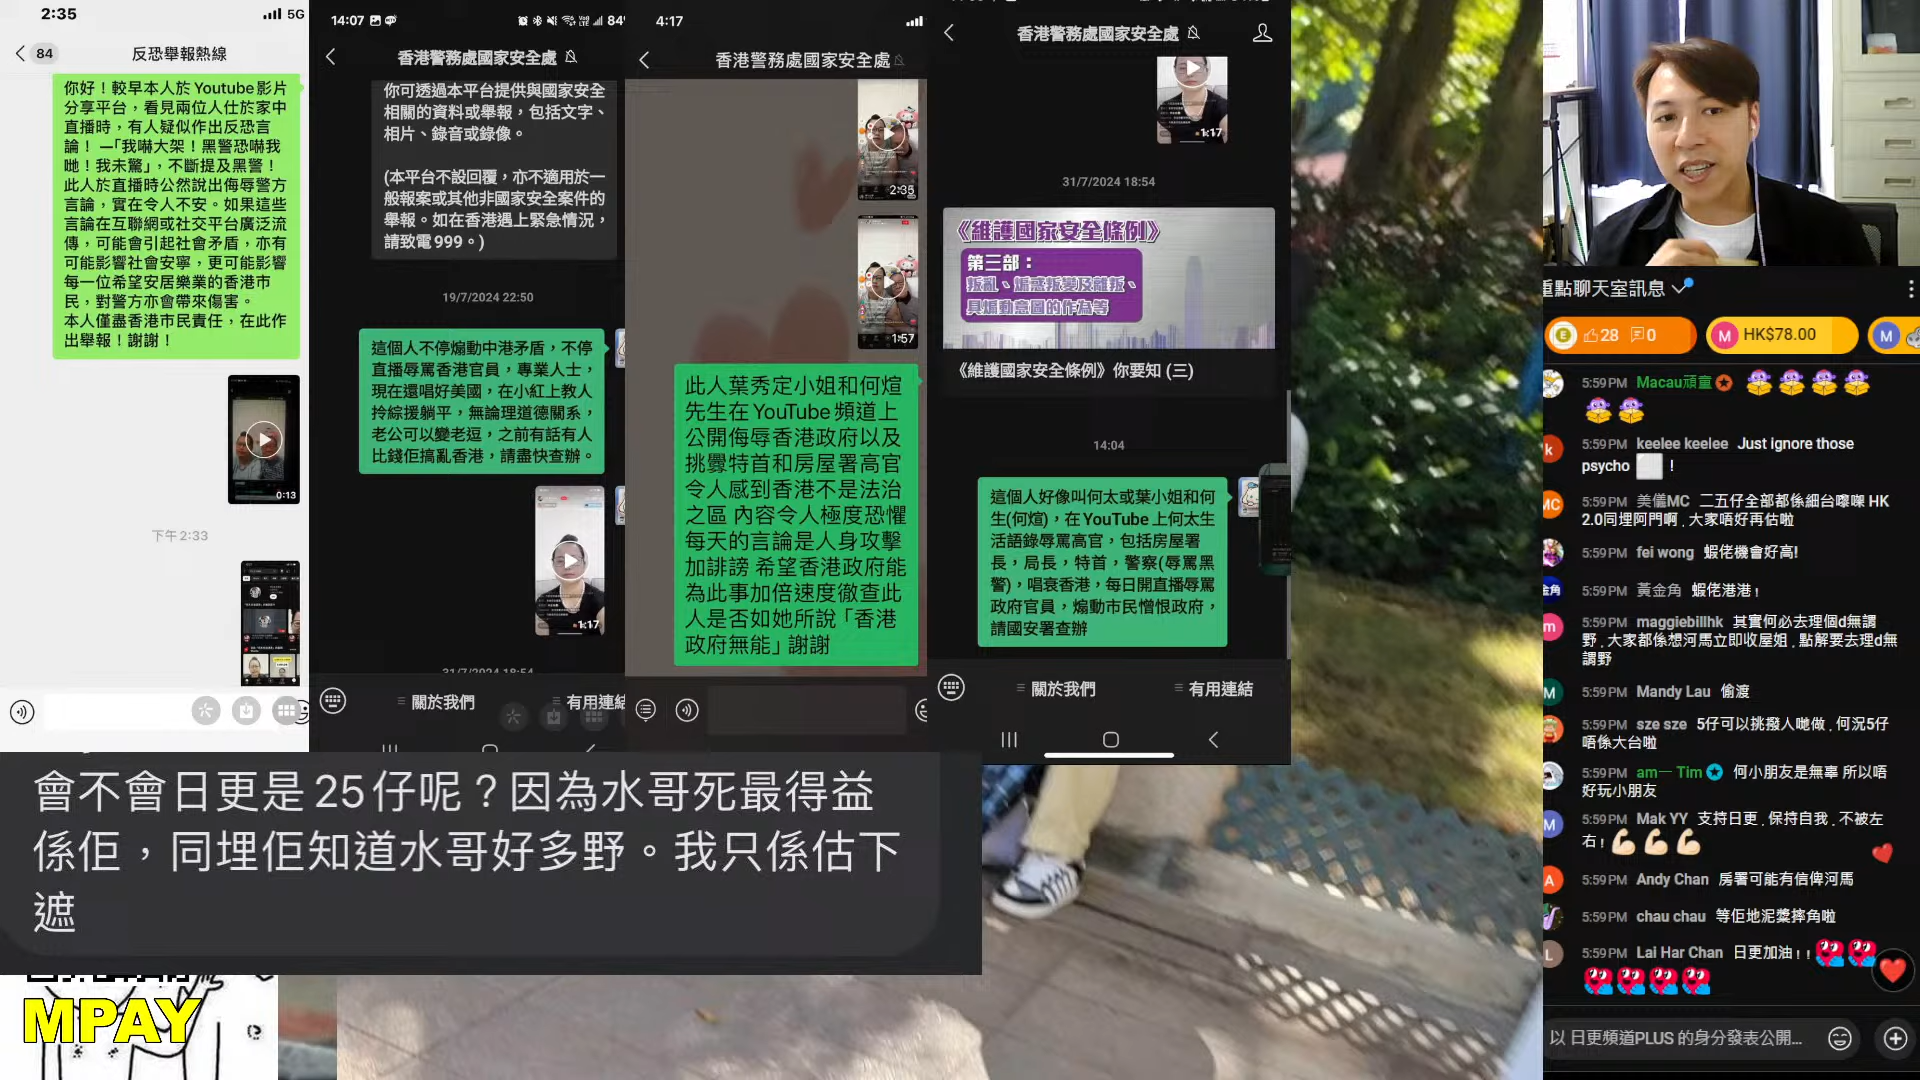 2:35
5G
84
反恐舉報熱線
你好！較早本人於Youtube影片
分享平台，看見兩位人仕於家中
直播時，有人疑似作出反恐言
論！—「我嚇大架！黑警恐嚇我
哋！我未驚」，不斷提及黑警！
此人於直播時公然說出侮辱警方
言論，實在令人不安。如果這些
言論在互聯網或社交平台廣泛流
傳，可能會引起社會矛盾，亦有
可能影響社會安寧，更可能影響
每一位希望安居樂業的香港市
民，對警方亦會帶來傷害。
本人僅盡香港市民責任，在此作
出舉報！謝謝！
0:13
下午 2:33
14:07
84%
香港警務處國家安全處
你可透過本平台提供與國家安全
相關的資料或舉報，包括文字、
相片、錄音或錄像。
(本平台不設回覆，亦不適用於一
般報案或其他非國家安全案件的
舉報。如在香港遇上緊急情況，
請致電 999。)
19/7/2024 22:50
這個人不停煽動中港矛盾，不停
直播辱罵香港官員，專業人士，
現在還唱好美國，在小紅上教人
拎綜援躺平，無論理道德關系，
老公可以變老逗，之前有話有人
比錢佢搞亂香港，請盡快查辦。
1:17
31/7/2024 18:54
關於我們
有用連結
4:17
香港警務處國家安全處
2:35
1:57
此人葉秀定小姐和何煊
先生在YouTube頻道上
公開侮辱香港政府以及
挑釁特首和房屋署高官
令人感到香港不是法治
之區 內容令人極度恐懼
每天的言論是人身攻擊
加誹謗 希望香港政府能
為此事加倍速度徹查此
人是否如她所說「香港
政府無能」謝謝
香港警務處國家安全處
1:17
31/7/2024 18:54
《維護國家安全條例》
第三部：
叛亂、煽惑叛變及離叛、
具煽動意圖的作為等
《維護國家安全條例》你要知 (三)
14:04
這個人好像叫何太或葉小姐和何
生(何煊)，在YouTube上何太生
活語錄辱罵高官，包括房屋署
長，局長，特首，警察(辱罵黑
警)，唱衰香港，每日開直播辱罵
政府官員，煽動市民憎恨政府，
請國安署查辦
關於我們
有用連結
會不會日更是25仔呢？因為水哥死最得益
係佢，同埋佢知道水哥好多野。我只係估下
遮
MPAY
重點聊天室訊息
28
0
HK$78.00
5:59 PM Macau頑童
5:59 PM keelee keelee Just ignore those
psycho !
5:59 PM 美儀MC 二五仔全部都係細台嚟㗎 HK
2.0同埋阿門啊 , 大家唔好再估啦
5:59 PM fei wong 蝦佬機會好高!
5:59 PM 黃金角 蝦佬港港 !
5:59 PM maggiebillhk 其實何必去理個d無謂
野 , 大家都係想河馬立即收屋姐 , 點解要去理d無
謂野
5:59 PM Mandy Lau 偷渡
5:59 PM sze sze 5仔可以挑撥人哋做 , 何況5仔
唔係大台啦
5:59 PM am一 Tim 何小朋友是無辜 所以唔
好玩小朋友
5:59 PM Mak YY 支持日更 , 保持自我 , 不被左
右 !
5:59 PM Andy Chan 房署可能有信俾河馬
5:59 PM chau chau 等佢地泥漿摔角啦
5:59 PM Lai Har Chan 日更加油 ! !
以 日更頻道PLUS 的身分發表公開...